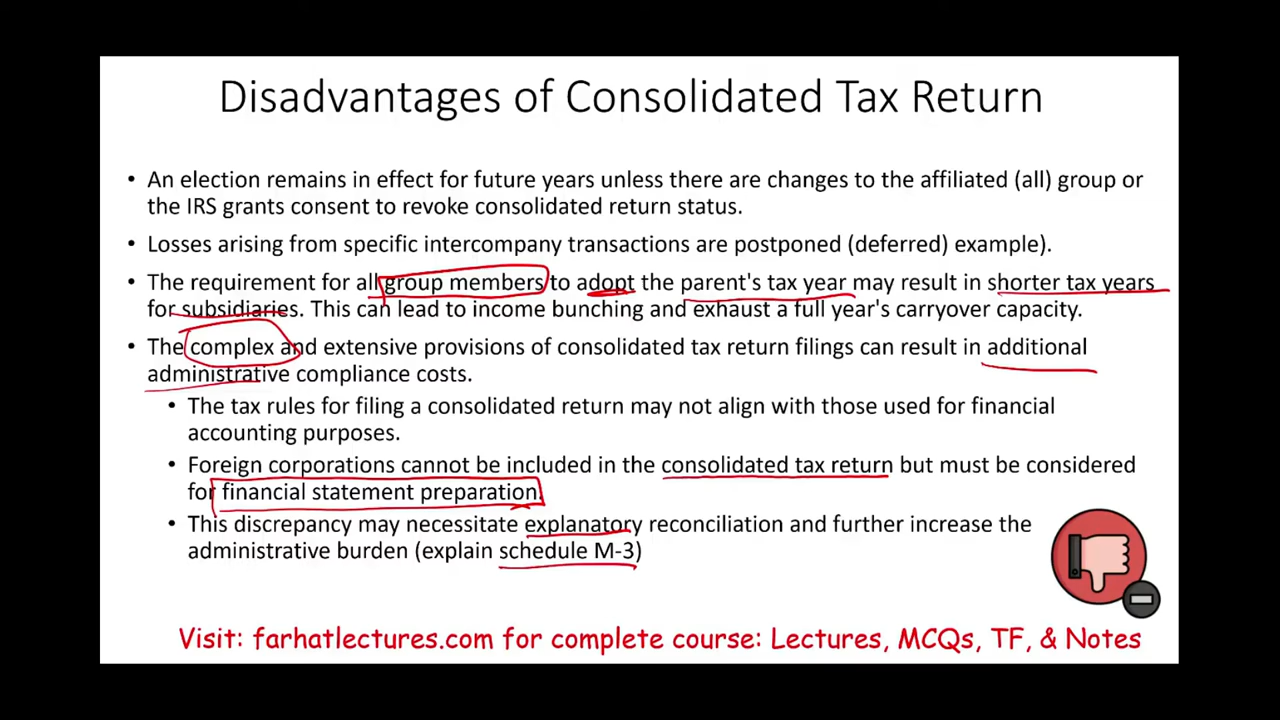 Disadvantages of Consolidated Tax Return
• An election remains in effect for future years unless there are changes to the affiliated (all) group or
the IRS grants consent to revoke consolidated return status.
• Losses arising from specific intercompany transactions are postponed (deferred) example).
• The requirement for all group members to adopt the parent's tax year may result in shorter tax years
for subsidiaries. This can lead to income bunching and exhaust a full year's carryover capacity.
• The complex and extensive provisions of consolidated tax return filings can result in additional
administrative compliance costs.
• The tax rules for filing a consolidated return may not align with those used for financial
accounting purposes.
• Foreign corporations cannot be included in the consolidated tax return but must be considered
for financial statement preparation.
• This discrepancy may necessitate explanatory reconciliation and further increase the
administrative burden (explain schedule M-3)
Visit: farhatlectures.com for complete course: Lectures, MCQs, TF, & Notes